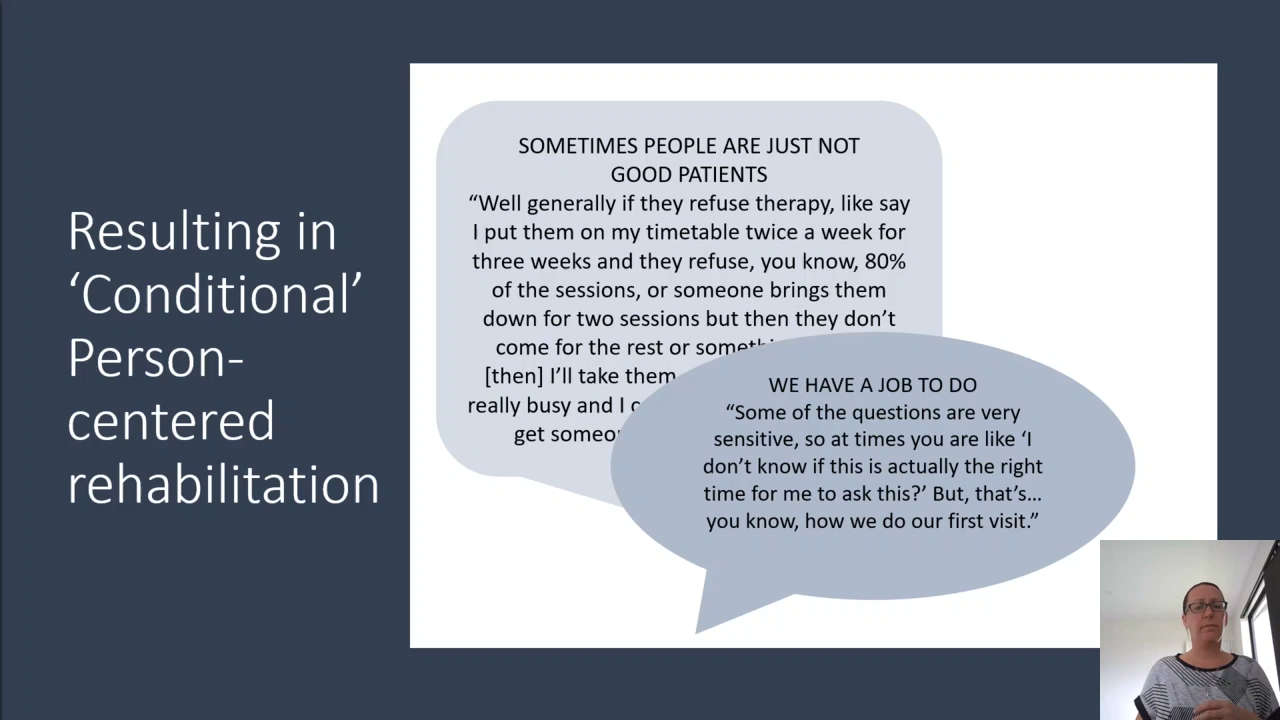 Resulting in
‘Conditional’
Person-
centered
rehabilitation
SOMETIMES PEOPLE ARE JUST NOT
GOOD PATIENTS
“Well generally if they refuse therapy, like say
I put them on my timetable twice a week for
three weeks and they refuse, you know, 80%
of the sessions, or someone brings them
down for two sessions but then they don’t
come for the rest or
[then] I’ll take them
really busy and I
get
WE HAVE A JOB TO DO
“Some of the questions are very
sensitive, so at times you are like ‘I
don’t know if this is actually the right
time for me to ask this?’ But, that’s…
you know, how we do our first visit.”